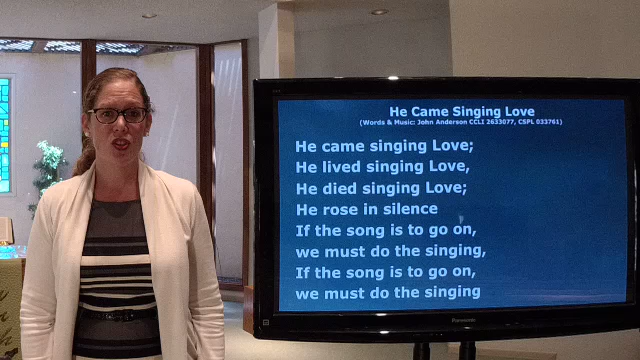 He Came Singing Love
(Words & Music: John Anderson CCLI 2633077, CSPL 033761)
He came singing Love;
He lived singing Love,
He died singing Love;
He rose in silence
If the song is to go on,
we must do the singing,
If the song is to go on,
we must do the singing
Panasonic